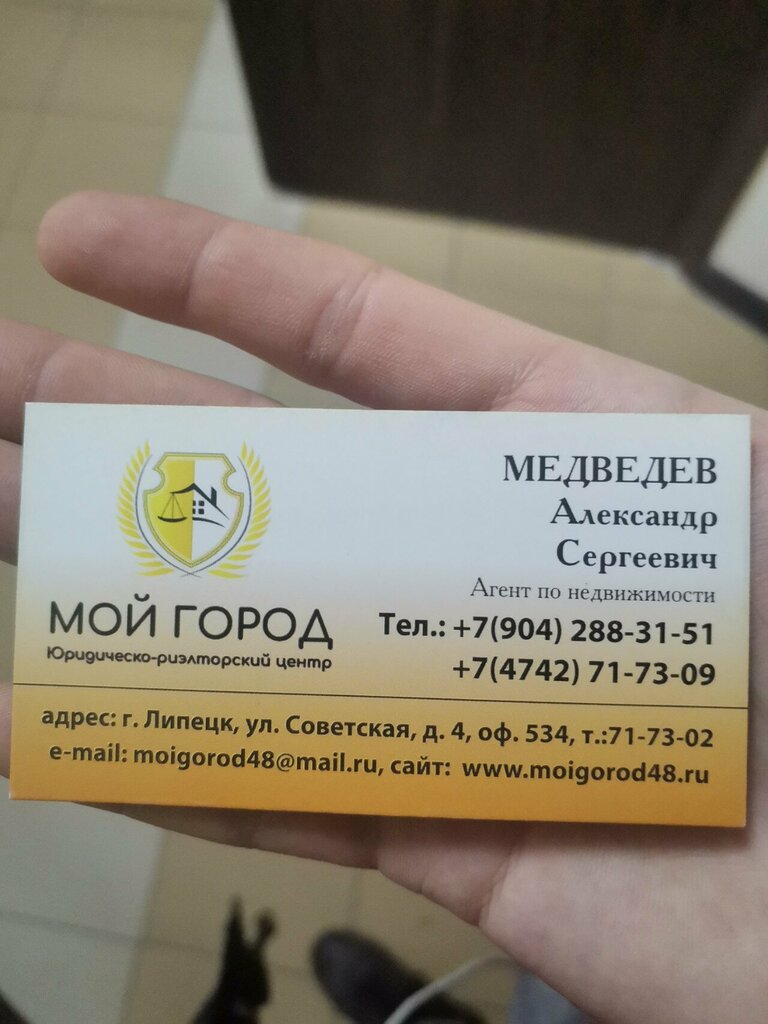 МОЙ ГОРОД
Юридическо-риэлторский центр
МЕДВЕДЕВ
Александр
Сергеевич
Агент по недвижимости
Тел.: +7(904) 288-31-51
+7(4742) 71-73-09
адрес: г. Липецк, ул. Советская, д. 4, оф. 534, т.:71-73-02
e-mail: moigorod48@mail.ru, сайт: www.moigorod48.ru